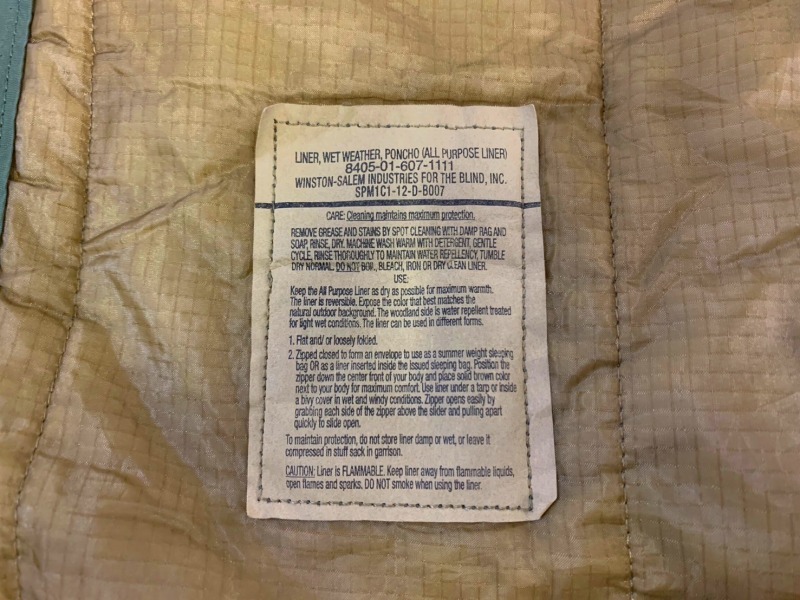 LINER, WET WEATHER, PONCHO (ALL PURPOSE LINER)
8405-01-607-1111
WINSTON-SALEM INDUSTRIES FOR THE BLIND, INC.
SPM1C1-12-D-B007
CARE: Cleaning maintains maximum protection.
REMOVE GREASE AND STAINS BY SPOT CLEANING WITH DAMP RAG AND
SOAP, RINSE, DRY. MACHINE WASH WARM WITH DETERGENT, GENTLE
CYCLE, RINSE THOROUGHLY TO MAINTAIN WATER REPELLENCY, TUMBLE
DRY NORMAL. DO NOT BOIL, BLEACH, IRON OR DRY CLEAN LINER.
USE:
Keep the All Purpose Liner as dry as possible for maximum warmth.
The liner is reversible. Expose the color that best matches the
natural outdoor background. The woodland side is water repellent treated
for light wet conditions. The liner can be used in different forms.
1. Flat and/ or loosely folded.
2. Zipped closed to form an envelope to use as a summer weight sleeping
bag OR as a liner inserted inside the issued sleeping bag. Position the
zipper down the center front of your body and place solid brown color
next to your body for maximum comfort. Use liner under a tarp or inside
a bivy cover in wet and windy conditions. Zipper opens easily by
grabbing each side of the zipper above the slider and pulling apart
quickly to slide open.
To maintain protection, do not store liner damp or wet, or leave it
compressed in stuff sack in garrison.
CAUTION: Liner is FLAMMABLE. Keep liner away from flammable liquids,
open flames and sparks. DO NOT smoke when using the liner.